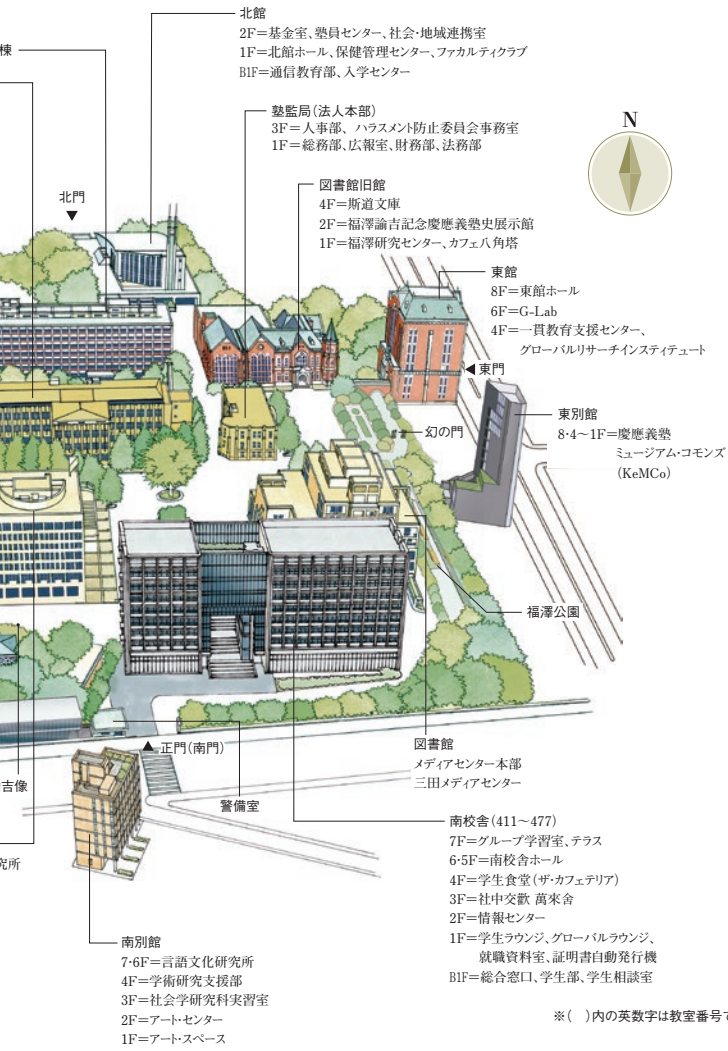 北館
2F=基金室、塾員センター、社会・地域連携室
1F=北館ホール、保健管理センター、ファカルティクラブ
B1F=通信教育部、入学センター
棟
塾監局(法人本部)
3F=人事部、ハラスメント防止委員会事務室
1F=総務部、広報室、財務部、法務部
N
図書館旧館
4F=斯道文庫
2F=福澤諭吉記念慶應義塾史展示館
1F=福澤研究センター、カフェ八角塔
北門
▼
東館
8F=東館ホール
6F=G-Lab
4F=一貫教育支援センター、
グローバルリサーチインスティテュート
◀東門
東別館
8・4~1F=慶應義塾
ミュージアム・コモンズ
(KeMCo)
幻の門
福澤公園
図書館
メディアセンター本部
三田メディアセンター
▲正門(南門)
警備室
吉像
究所
南校舎(411~477)
7F=グループ学習室、テラス
6・5F=南校舎ホール
4F=学生食堂(ザ・カフェテリア)
3F=社中交歓 萬來舍
2F=情報センター
1F=学生ラウンジ、グローバルラウンジ、
就職資料室、証明書自動発行機
B1F=総合窓口、学生部、学生相談室
南別館
7・6F=言語文化研究所
4F=学術研究支援部
3F=社会学研究科実習室
2F=アート・センター
1F=アート・スペース
※( )内の英数字は教室番号で